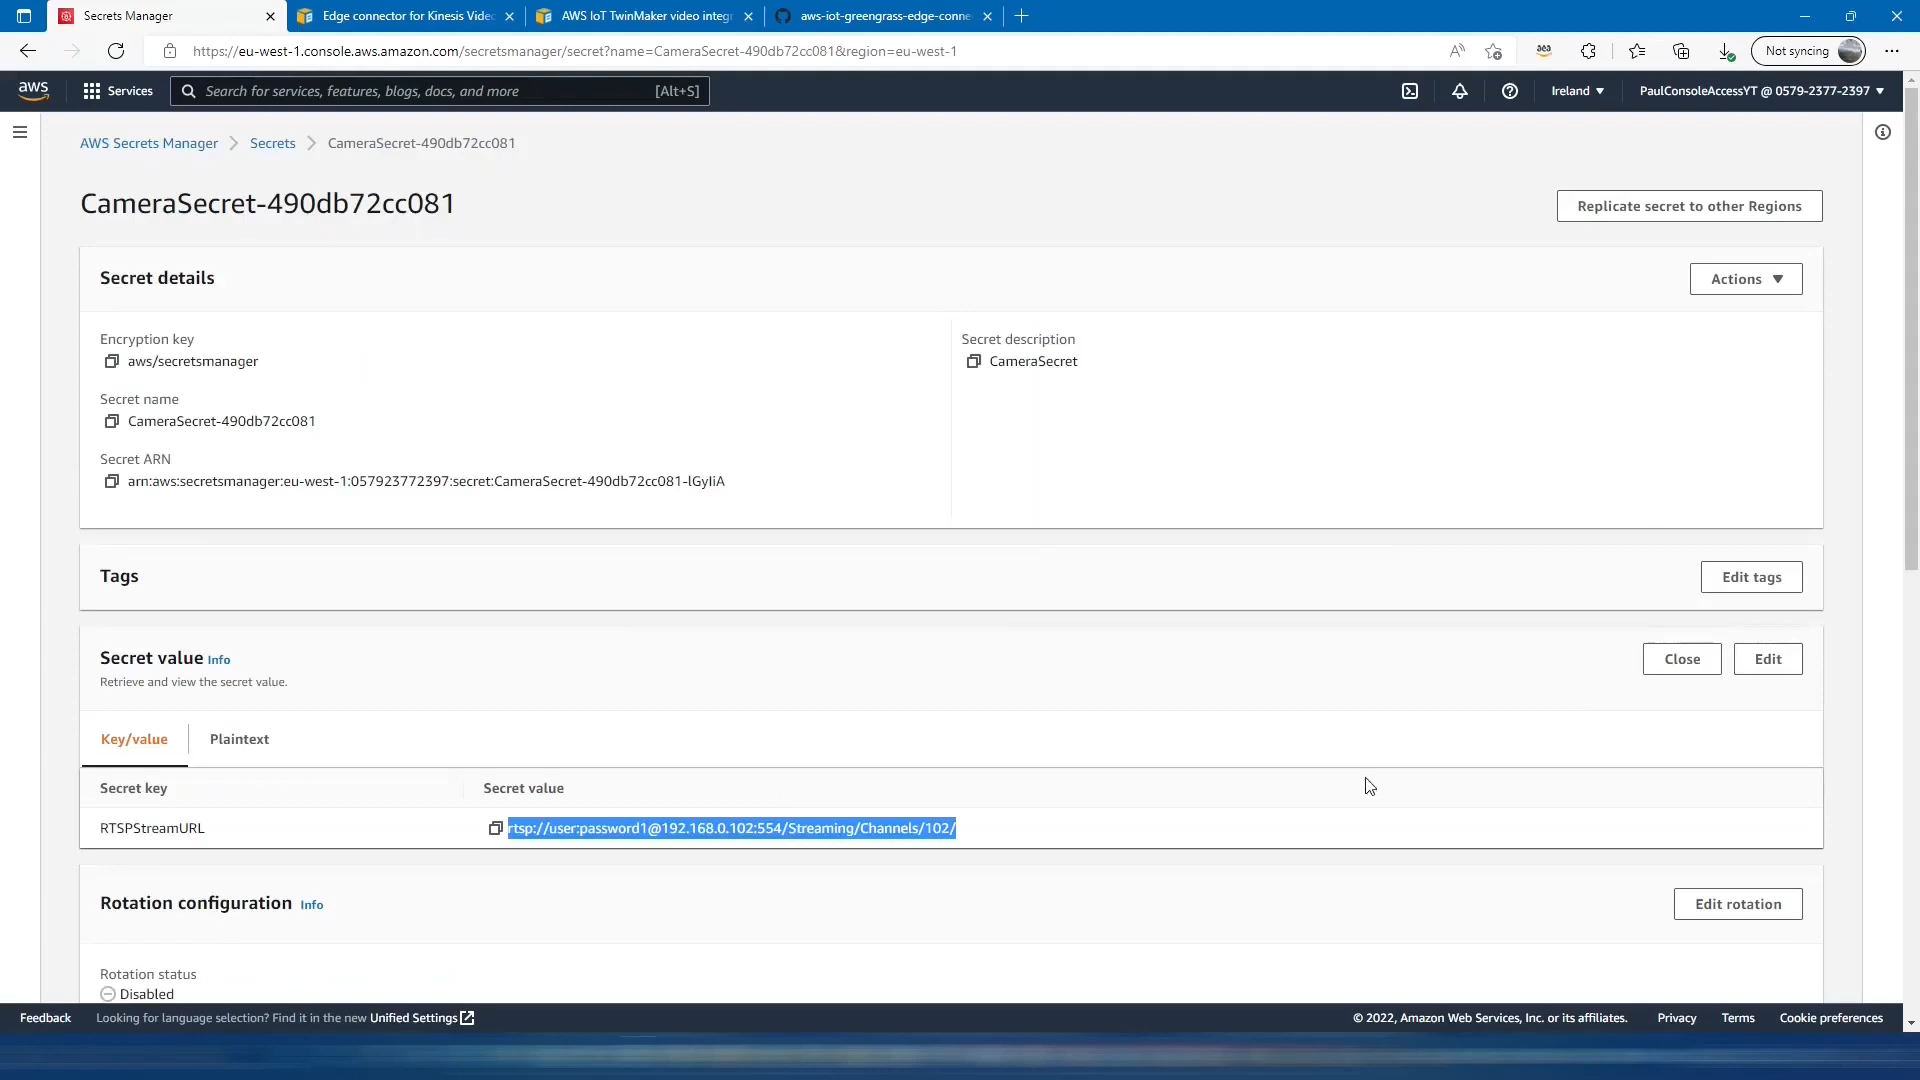 Secrets Manager
Edge connector for Kinesis Vide
AWS IoT TwinMaker video integ
aws-iot-greengrass-edge-conne
https://eu-west-1.console.aws.amazon.com/secretsmanager/secret?name=CameraSecret-490db72cc081&region=eu-west-1
Not syncing
aws
Services
Search for services, features, blogs, docs, and more
[Alt+S]
Ireland
PaulConsoleAccessYT @ 0579-2377-2397
AWS Secrets Manager
Secrets
CameraSecret-490db72cc081
CameraSecret-490db72cc081
Replicate secret to other Regions
Secret details
Actions
Encryption key
aws/secretsmanager
Secret description
CameraSecret
Secret name
CameraSecret-490db72cc081
Secret ARN
arn:aws:secretsmanager:eu-west-1:057923772397:secret:CameraSecret-490db72cc081-lGyIiA
Tags
Edit tags
Secret value Info
Retrieve and view the secret value.
Close
Edit
Key/value
Plaintext
Secret key
Secret value
RTSPStreamURL
rtsp://user:password1@192.168.0.102:554/Streaming/Channels/102/
Rotation configuration Info
Edit rotation
Rotation status
Disabled
Feedback
Looking for language selection? Find it in the new Unified Settings
© 2022, Amazon Web Services, Inc. or its affiliates.
Privacy
Terms
Cookie preferences